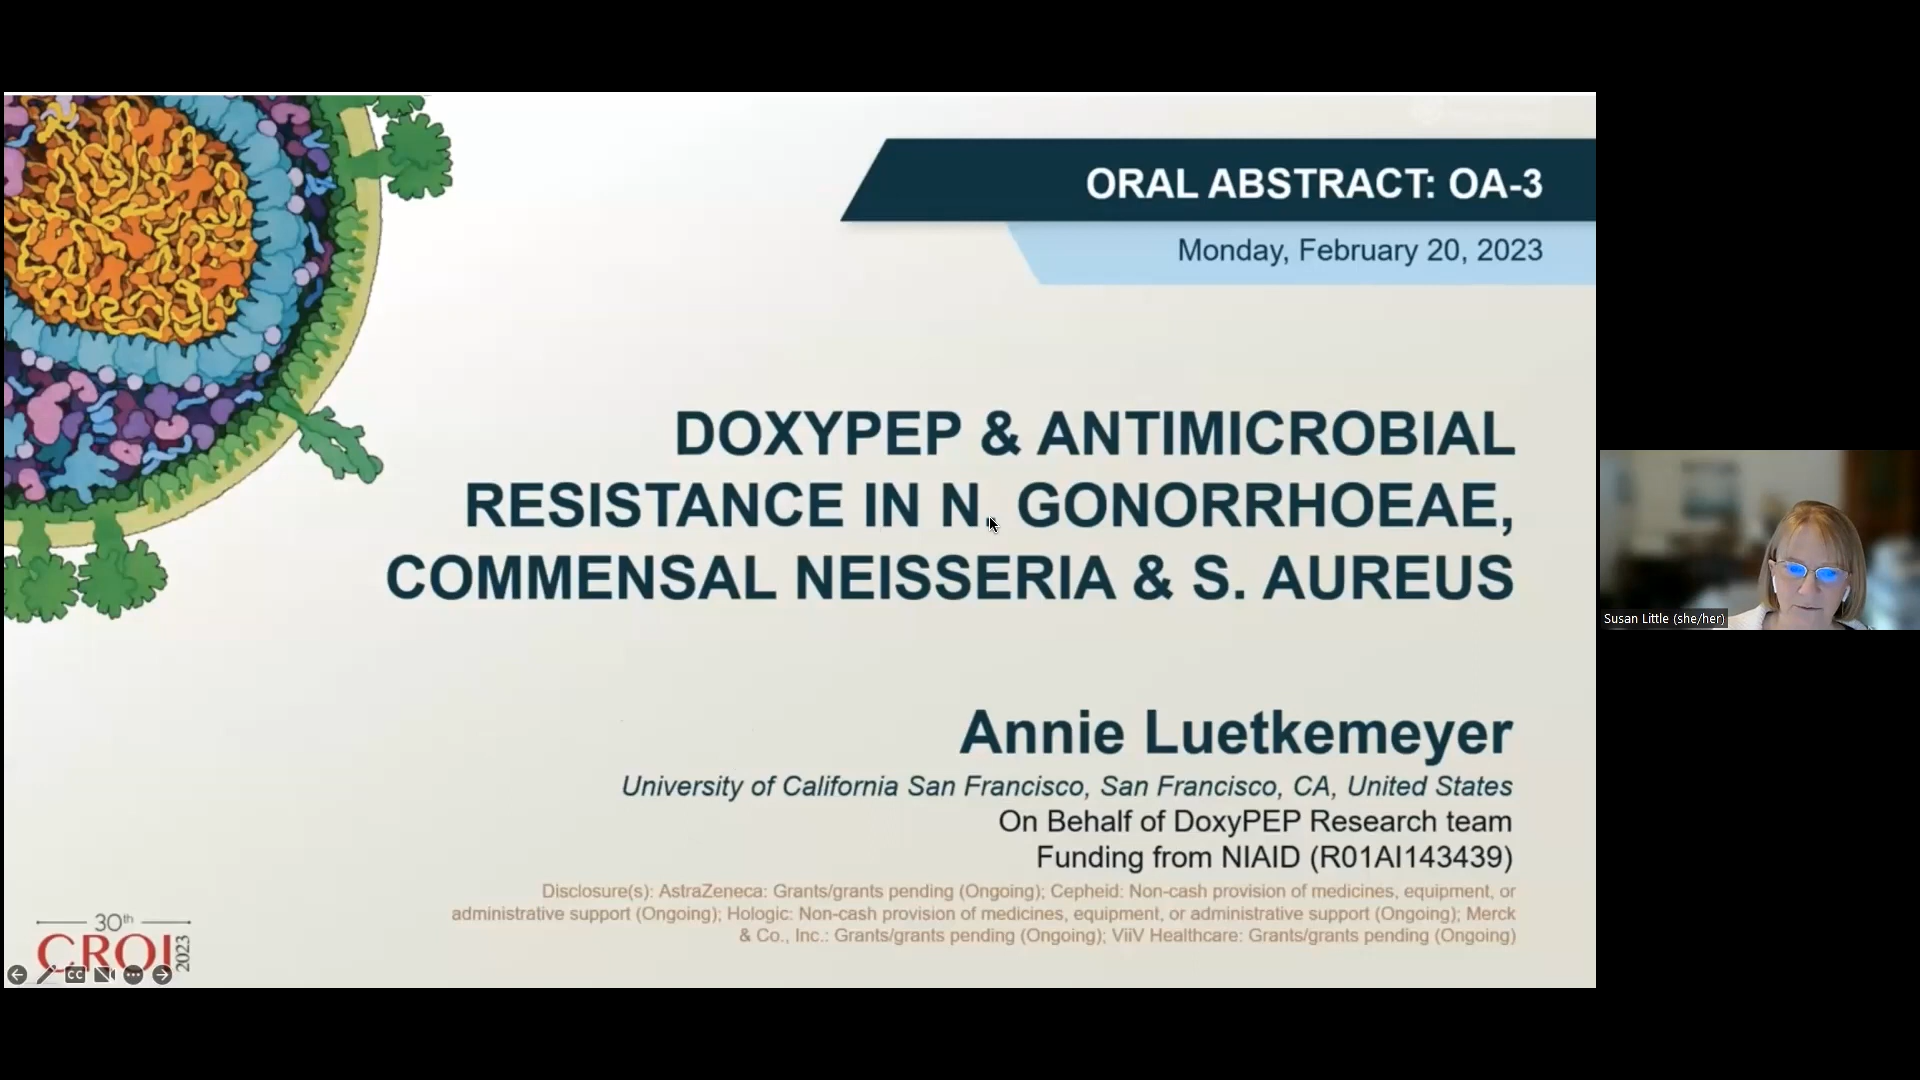 ORAL ABSTRACT: OA-3
Monday, February 20, 2023
DOXYPEP & ANTIMICROBIAL
RESISTANCE IN N. GONORRHOEAE,
COMMENSAL NEISSERIA & S. AUREUS
Annie Luetkemeyer
University of California San Francisco, San Francisco, CA, United States
On Behalf of DoxyPEP Research team
Funding from NIAID (R01AI143439)
Disclosure(s): AstraZeneca: Grants/grants pending (Ongoing); Cepheid: Non-cash provision of medicines, equipment, or
administrative support (Ongoing); Hologic: Non-cash provision of medicines, equipment, or administrative support (Ongoing); Merck
& Co., Inc.: Grants/grants pending (Ongoing); ViiV Healthcare: Grants/grants pending (Ongoing)
30th
CROI 2023
CC
Susan Little (she/her)